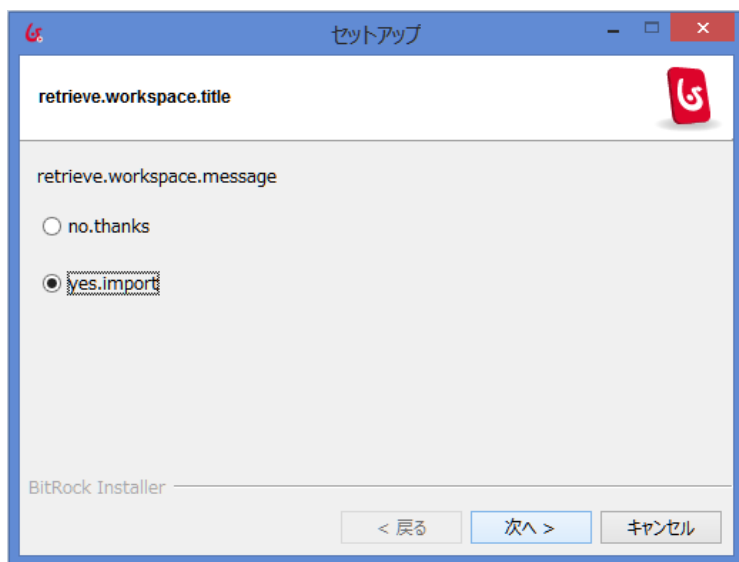 セットアップ
retrieve.workspace.title
retrieve.workspace.message
no.thanks
yes.import
BitRock Installer
< 戻る 次へ > キャンセル